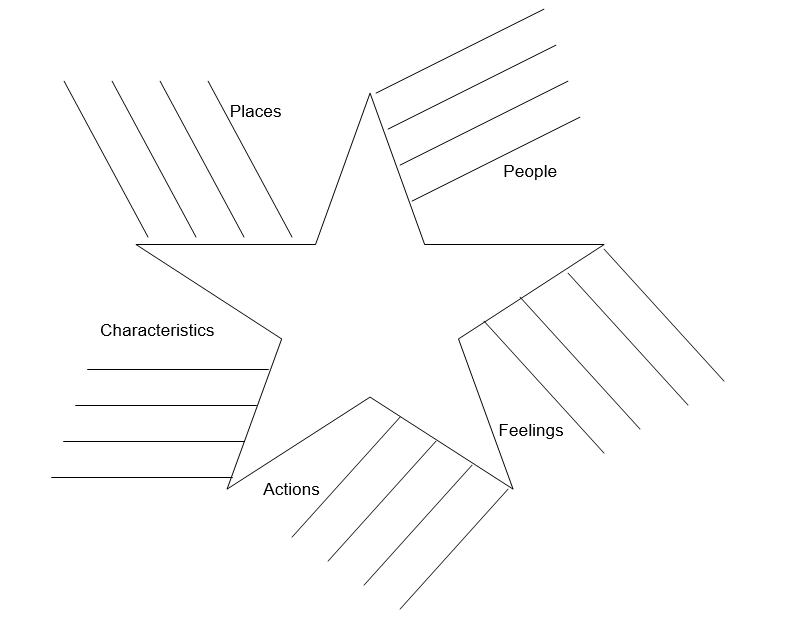 Places
People
Characteristics
Feelings
Actions